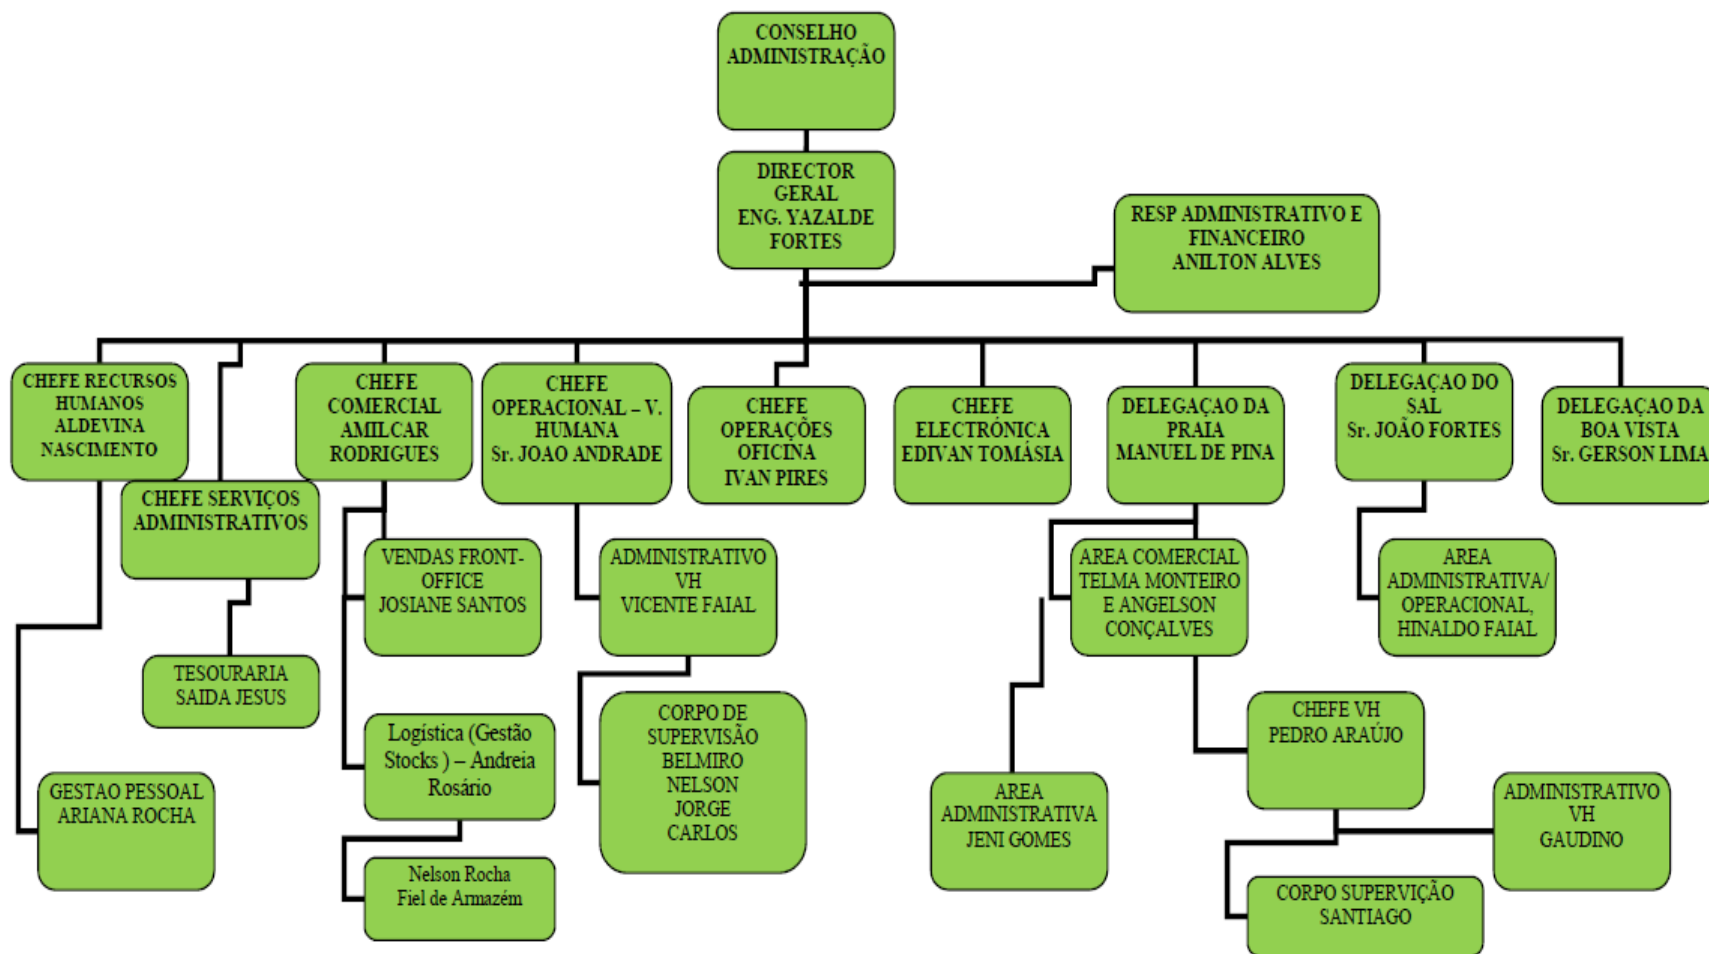 CONSELHO
ADMINISTRAÇÃO
DIRECTOR
GERAL
ENG. YAZALDE
FORTES
RESP ADMINISTRATIVO E
FINANCEIRO
ANILTON ALVES
CHEFE RECURSOS
HUMANOS
ALDEVINA
NASCIMENTO
CHEFE SERVIÇOS
ADMINISTRATIVOS
CHEFE
COMERCIAL
AMILCAR
RODRIGUES
CHEFE
OPERACIONAL – V.
HUMANA
Sr. JOAO ANDRADE
CHEFE
OPERAÇÕES
OFICINA
IVAN PIRES
CHEFE
ELECTRÓNICA
EDIVAN TOMÁSIA
DELEGAÇAO DA
PRAIA
MANUEL DE PINA
DELEGAÇAO DO
SAL
Sr. JOÃO FORTES
DELEGAÇAO DA
BOA VISTA
Sr. GERSON LIMA
VENDAS FRONT-
OFFICE
JOSIANE SANTOS
ADMINISTRATIVO
VH
VICENTE FAIAL
AREA COMERCIAL
TELMA MONTEIRO
E ANGELSON
CONÇALVES
AREA
ADMINISTRATIVA/
OPERACIONAL,
HINALDO FAIAL
TESOURARIA
SAIDA JESUS
Logística (Gestão
Stocks ) – Andreia
Rosário
CORPO DE
SUPERVISÃO
BELMIRO
NELSON
JORGE
CARLOS
CHEFE VH
PEDRO ARAÚJO
GESTAO PESSOAL
ARIANA ROCHA
AREA
ADMINISTRATIVA
JENI GOMES
ADMINISTRATIVO
VH
GAUDINO
Nelson Rocha
Fiel de Armazém
CORPO SUPERVIÇÃO
SANTIAGO